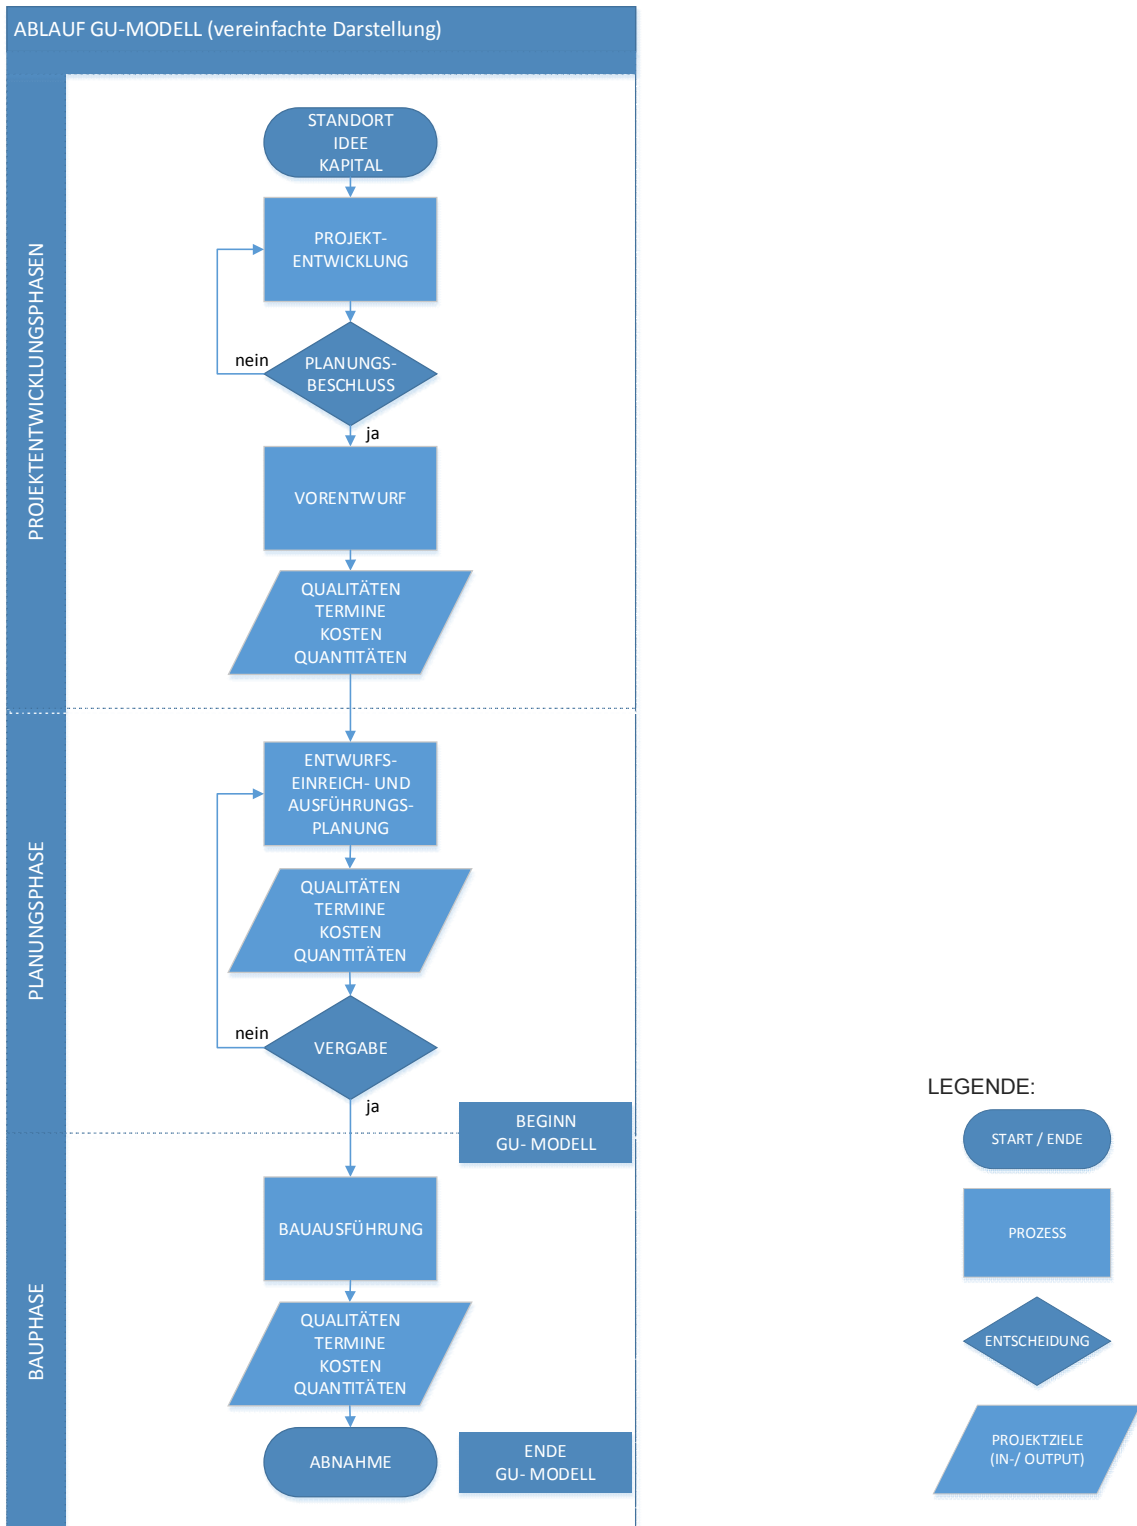 ABLAUF GU-MODELL (vereinfachte Darstellung)
PROJEKTENTWICKLUNGSPHASEN
STANDORT
IDEE
KAPITAL
PROJEKT-
ENTWICKLUNG
nein
PLANUNGS-
BESCHLUSS
ja
VORENTWURF
QUALITÄTEN
TERMINE
KOSTEN
QUANTITÄTEN
PLANUNGSPHASE
ENTWURFS-
EINREICH- UND
AUSFÜHRUNGS-
PLANUNG
QUALITÄTEN
TERMINE
KOSTEN
QUANTITÄTEN
nein
VERGABE
ja
BEGINN
GU- MODELL
BAUPHASE
BAUAUSFÜHRUNG
QUALITÄTEN
TERMINE
KOSTEN
QUANTITÄTEN
ABNAHME
ENDE
GU- MODELL
LEGENDE:
START / ENDE
PROZESS
ENTSCHEIDUNG
PROJEKTZIELE
(IN-/ OUTPUT)